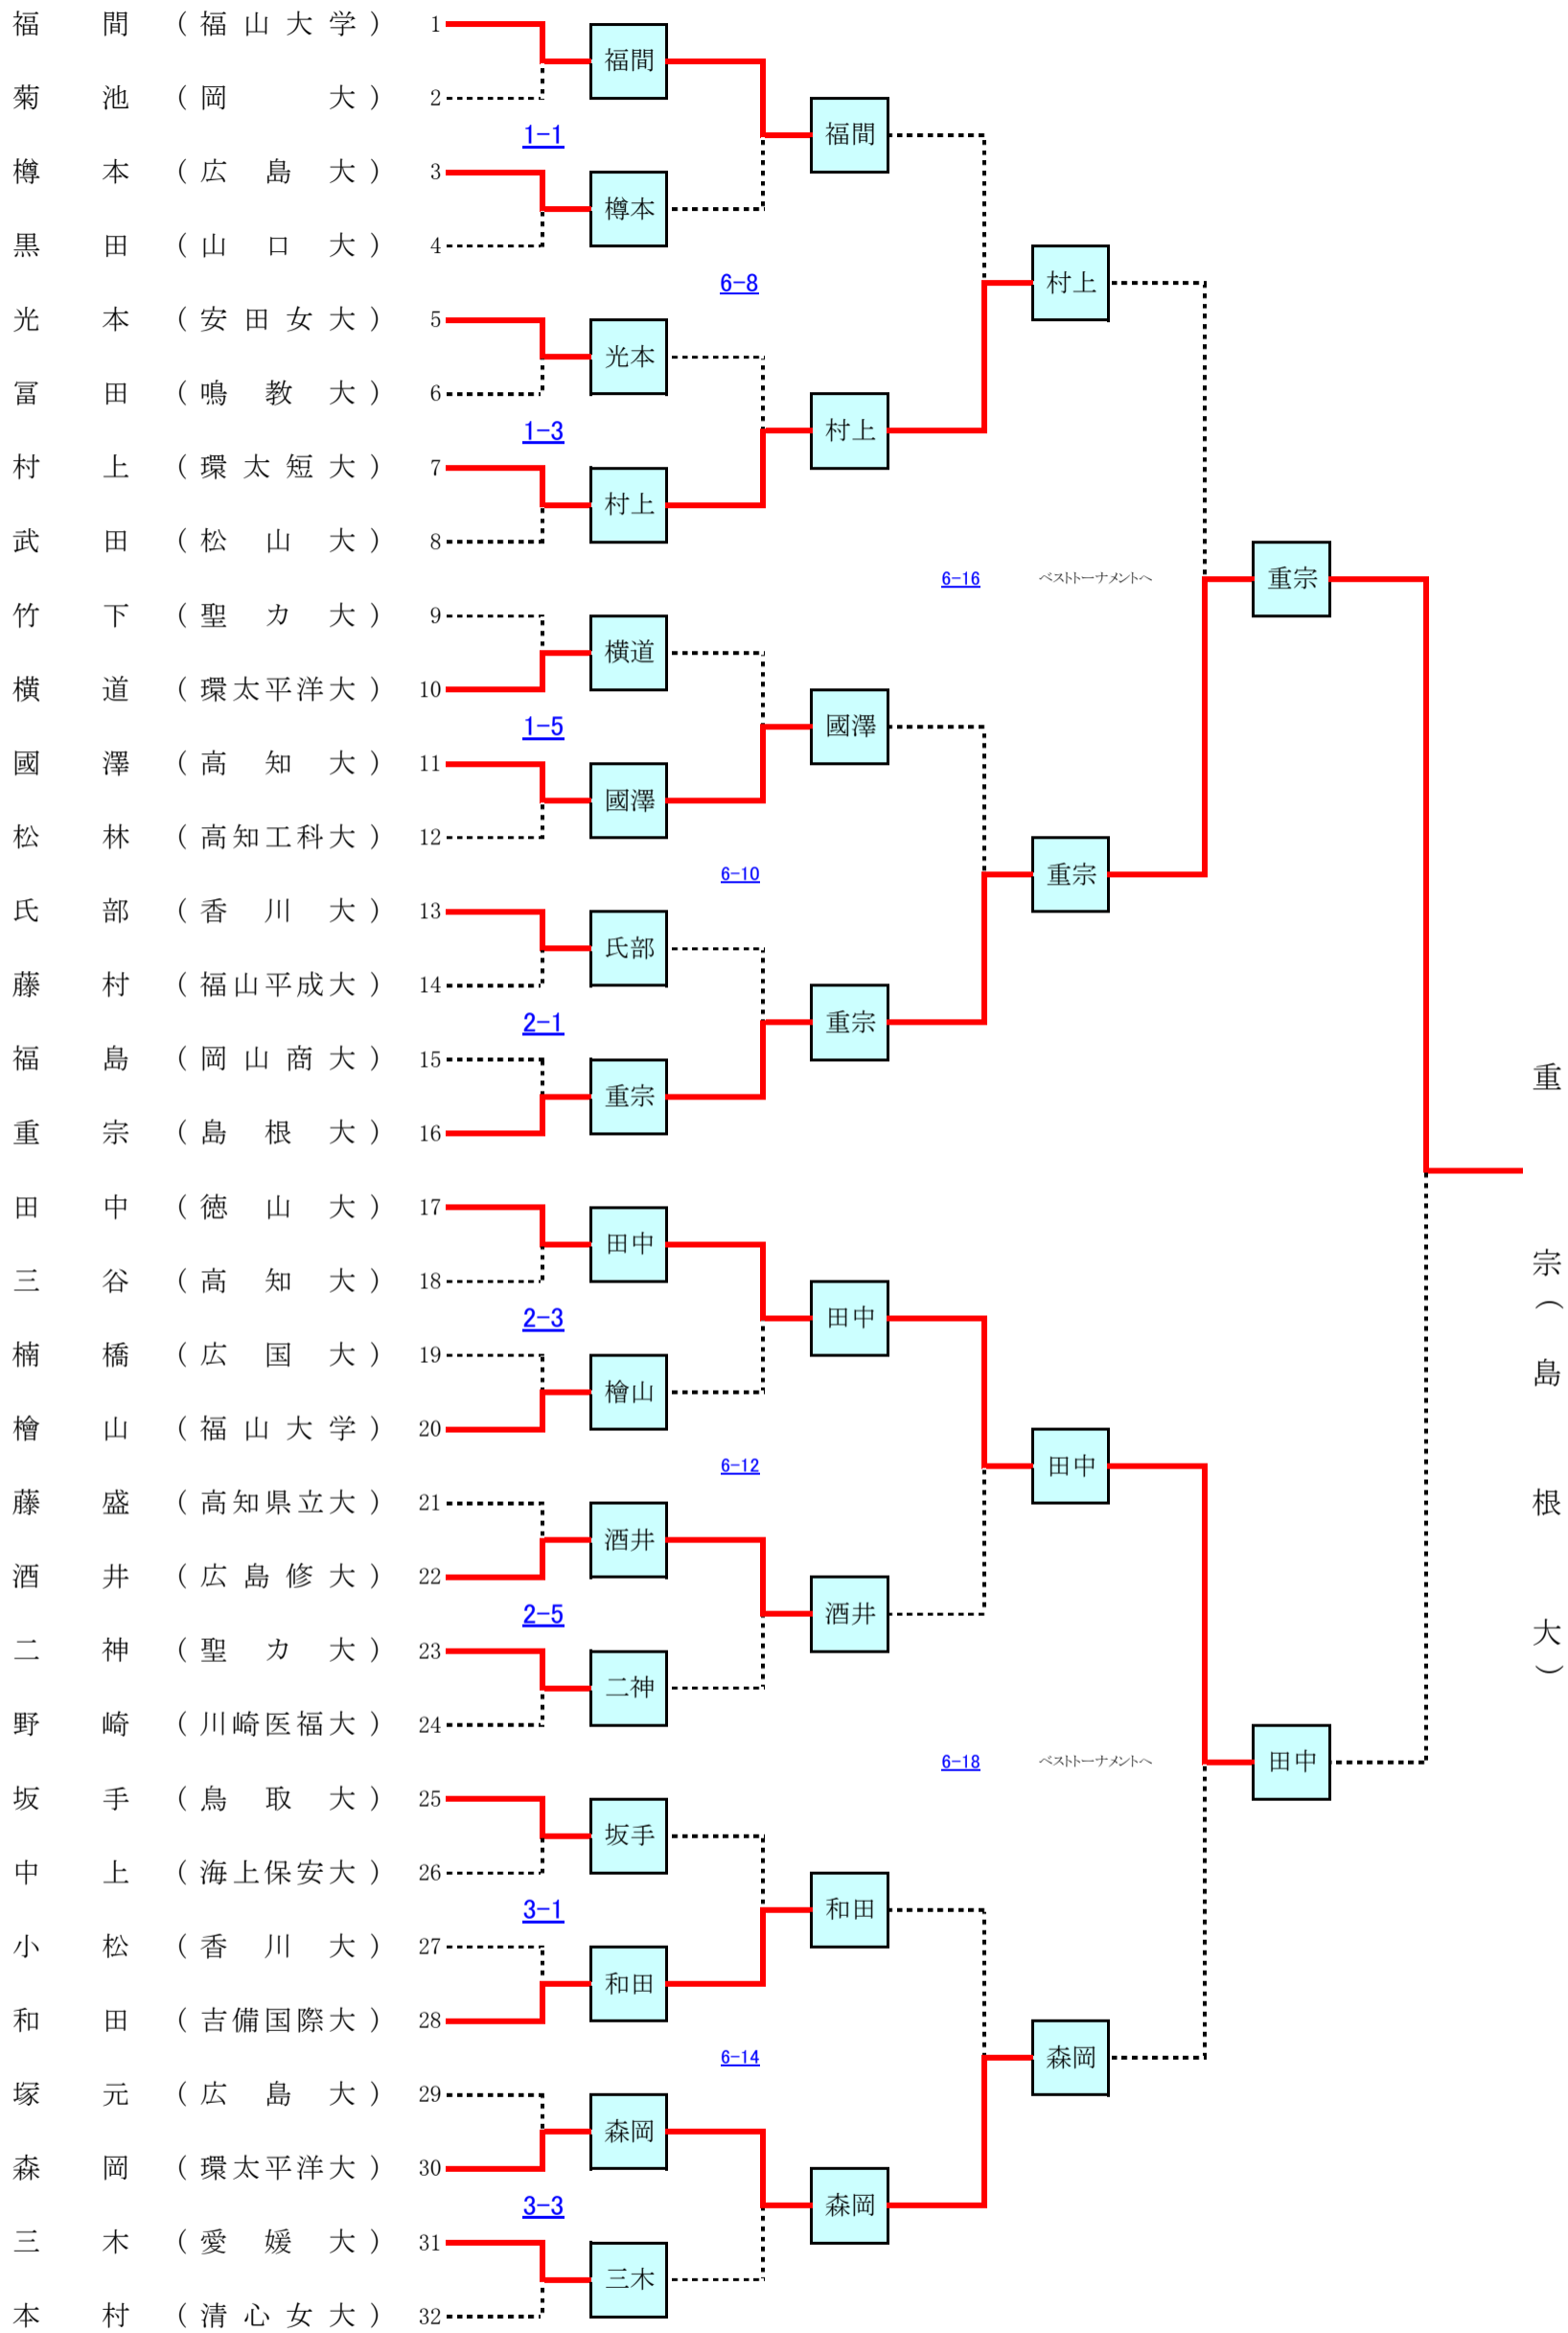 福間（福山大学） 1
福間
菊池（岡大） 2
福間
1-1
樽本（広島大） 3
樽本
黒田（山口大） 4
6-8
村上
光本（安田女大） 5
光本
冨田（鳴教大） 6
村上
1-3
村上（環太短大） 7
村上
武田（松山大） 8
6-16 ベストトーナメントへ
重宗
竹下（聖カ大） 9
横道
横道（環太平洋大） 10
國澤
1-5
國澤（高知大） 11
國澤
松林（高知工科大） 12
6-10
重宗
氏部（香川大） 13
氏部
藤村（福山平成大） 14
重宗
2-1
福島（岡山商大） 15
重宗
重宗（島根大） 16
重宗（島根大）
田中（徳山大） 17
田中
三谷（高知大） 18
田中
2-3
楠橋（広国大） 19
檜山
檜山（福山大学） 20
6-12
田中
藤盛（高知県立大） 21
酒井
酒井（広島修大） 22
酒井
2-5
二神（聖カ大） 23
二神
野崎（川崎医福大） 24
6-18 ベストトーナメントへ
田中
坂手（鳥取大） 25
坂手
中上（海上保安大） 26
和田
3-1
小松（香川大） 27
和田
和田（吉備国際大） 28
6-14
森岡
塚元（広島大） 29
森岡
森岡（環太平洋大） 30
森岡
3-3
三木（愛媛大） 31
三木
本村（清心女大） 32